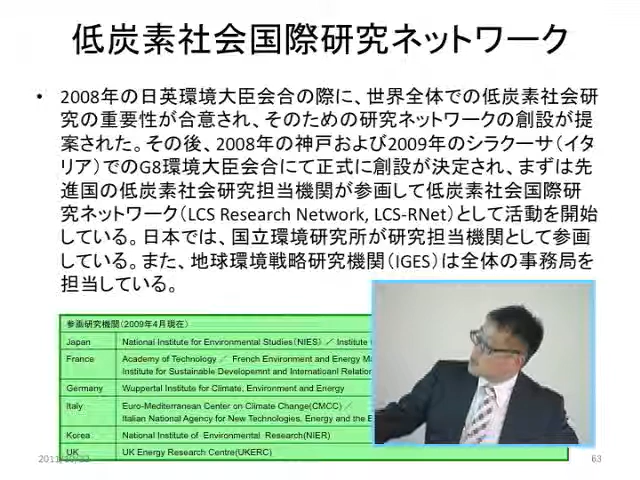 低炭素社会国際研究ネットワーク
• 2008年の日英環境大臣会合の際に、世界全体での低炭素社会研
究の重要性が合意され、そのための研究ネットワークの創設が提
案された。その後、2008年の神戸および2009年のシラクーサ（イタ
リア）でのG8環境大臣会合にて正式に創設が決定され、まずは先
進国の低炭素社会研究担当機関が参画して低炭素社会国際研
究ネットワーク（LCS Research Network, LCS-RNet）として活動を開始
している。日本では、国立環境研究所が研究担当機関として参画
している。また、地球環境戦略研究機関（IGES）は全体の事務局を
担当している。
参画研究機関（2009年4月現在）
Japan National Institute for Environmental Studies(NIES) ／ Institute
France Academy of Technology ／ French Environment and Energy
Institute for Sustainable Developemnt and Internatioanl
Germany Wuppertal Institute for Climate, Environment and Energy
Italy Euro-Mediterranean Center on Climate Change(CMCC) ／
Italian National Agency for New Technologies, Energy and the
Korea National Institute of Environmental Research(NIER)
UK UK Energy Research Centre(UKERC)
63